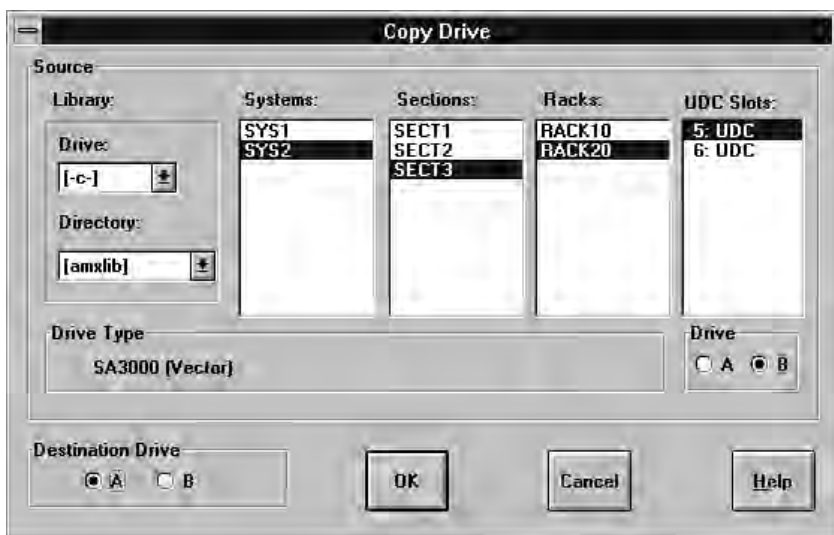 Copy Drive
Source
Library:
Drive:
[-c-]
Directory:
[amxlib]
Systems:
SYS1
SYS2
Sections:
SECT1
SECT2
SECT3
Racks:
RACK10
RACK20
UDC Slots:
5: UDC
6: UDC
Drive Type
SA3000 (Vector)
Drive
A B
Destination Drive
A B
OK
Cancel
Help